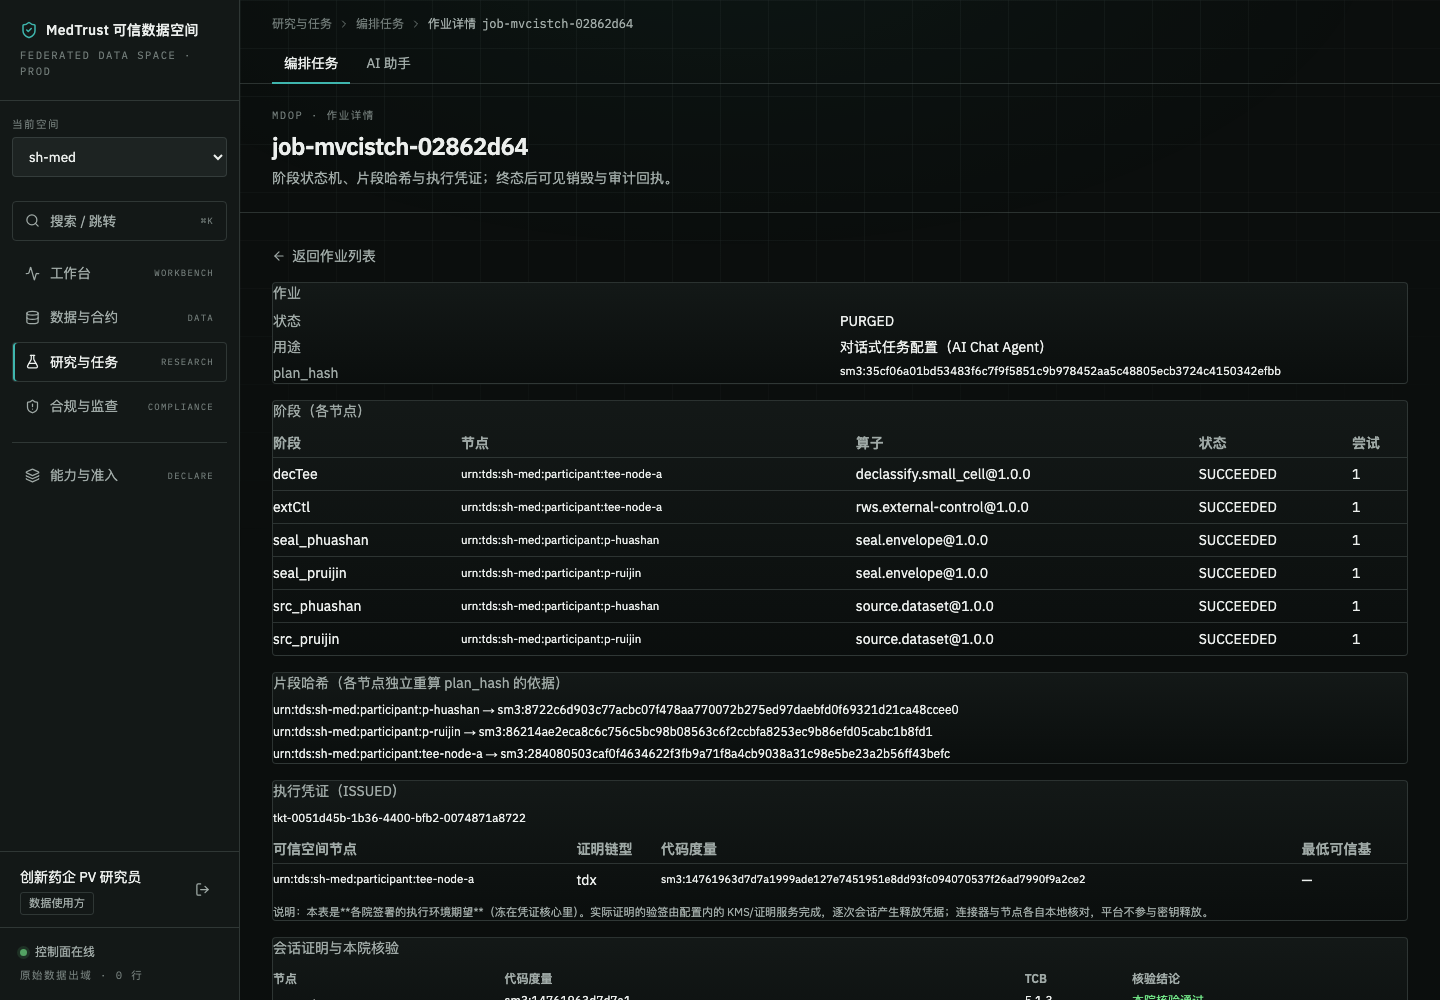 MedTrust 可信数据空间
FEDERATED DATA SPACE ·
PROD
当前空间
sh-med
搜索 / 跳转 ⌘K
工作台 WORKBENCH
数据与合约 DATA
研究与任务 RESEARCH
合规与监查 COMPLIANCE
能力与准入 DECLARE
创新药企 PV 研究员
数据使用方
控制面在线
原始数据出域 · 0 行
研究与任务 > 编排任务 > 作业详情 job-mvcistch-02862d64
编排任务 AI 助手
MDOP · 作业详情
job-mvcistch-02862d64
阶段状态机、片段哈希与执行凭证；终态后可见销毁与审计回执。
← 返回作业列表
作业
状态 PURGED
用途 对话式任务配置（AI Chat Agent）
plan_hash sm3:35cf06a01bd53483f6c7f9f5851c9b978452aa5c48805ecb3724c4150342efbb
阶段（各节点）
阶段 节点 算子 状态 尝试
decTee urn:tds:sh-med:participant:tee-node-a declassify.small_cell@1.0.0 SUCCEEDED 1
extCtl urn:tds:sh-med:participant:tee-node-a rws.external-control@1.0.0 SUCCEEDED 1
seal_phuashan urn:tds:sh-med:participant:p-huashan seal.envelope@1.0.0 SUCCEEDED 1
seal_pruijin urn:tds:sh-med:participant:p-ruijin seal.envelope@1.0.0 SUCCEEDED 1
src_phuashan urn:tds:sh-med:participant:p-huashan source.dataset@1.0.0 SUCCEEDED 1
src_pruijin urn:tds:sh-med:participant:p-ruijin source.dataset@1.0.0 SUCCEEDED 1
片段哈希（各节点独立重算 plan_hash 的依据）
urn:tds:sh-med:participant:p-huashan → sm3:8722c6d903c77acbc07f478aa770072b275ed97daebfd0f69321d21ca48ccee0
urn:tds:sh-med:participant:p-ruijin → sm3:86214ae2eca8c6c756c5bc98b08563c6f2ccbfa8253ec9b86efd05cabc1b8fd1
urn:tds:sh-med:participant:tee-node-a → sm3:284080503caf0f4634622f3fb9a71f8a4cb9038a31c98e5be23a2b56ff43befc
执行凭证（ISSUED）
tkt-0051d45b-1b36-4400-bfb2-0074871a8722
可信空间节点 证明链型 代码度量 最低可信基
urn:tds:sh-med:participant:tee-node-a tdx sm3:14761963d7d7a1999ade127e7451951e8dd93fc094070537f26ad7990f9a2ce2 —
说明：本表是**各院签署的执行环境期望**（冻在凭证核心里）。实际证明的验签由配置内的 KMS/证明服务完成，逐次会话产生释放凭据；连接器与节点各自本地核对，平台不参与密钥释放。
会话证明与本院核验
节点 代码度量 TCB 核验结论